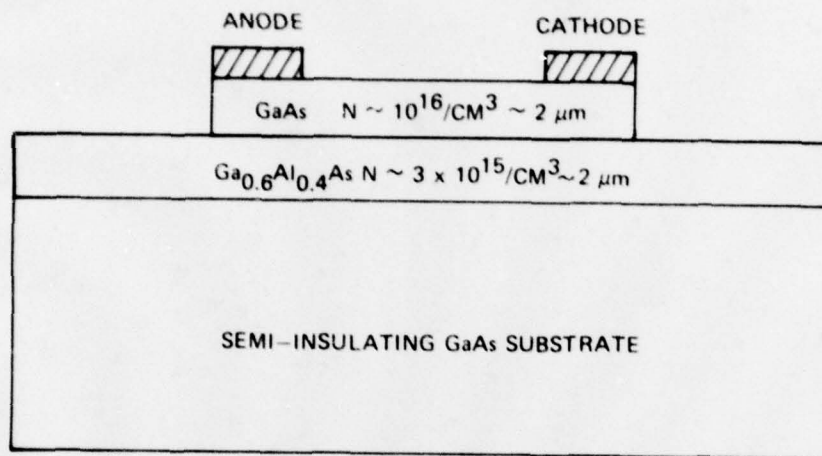 ANODE CATHODE
GaAs N ~ 10^16/CM^3 ~ 2 μm
Ga0.6Al0.4As N ~ 3 x 10^15/CM^3~2 μm
SEMI-INSULATING GaAs SUBSTRATE